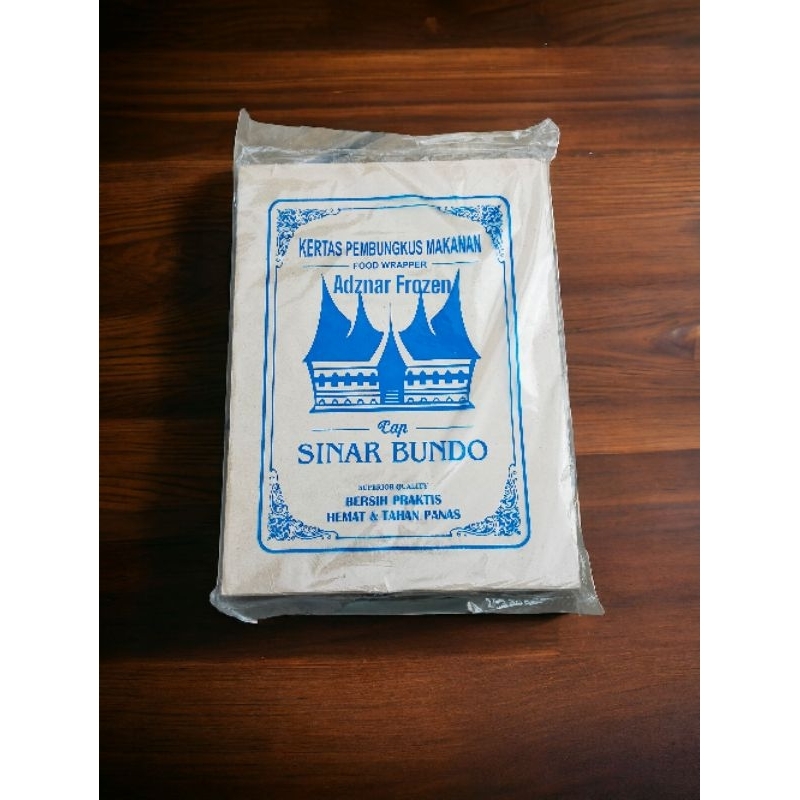 KERTAS PEMBUNGKUS MAKANAN
FOOD WRAPPER
Adznar Frozen
Cap
SINAR BUNDO
SUPERIOR QUALITY
BERSIH PRAKTIS
HEMAT & TAHAN PANAS